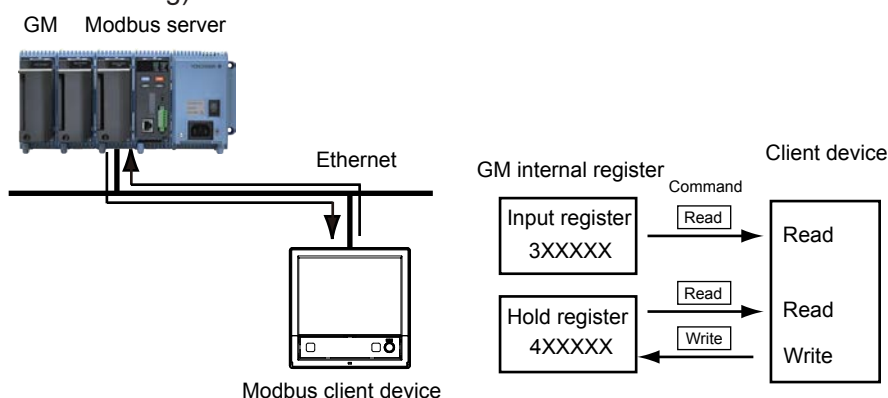 GM Modbus server
YOKOGAWA
Ethernet
Modbus client device
GM internal register
Client device
Command
Input register
3XXXXX
Read
Read
Hold register
4XXXXX
Read
Read
Write
Write